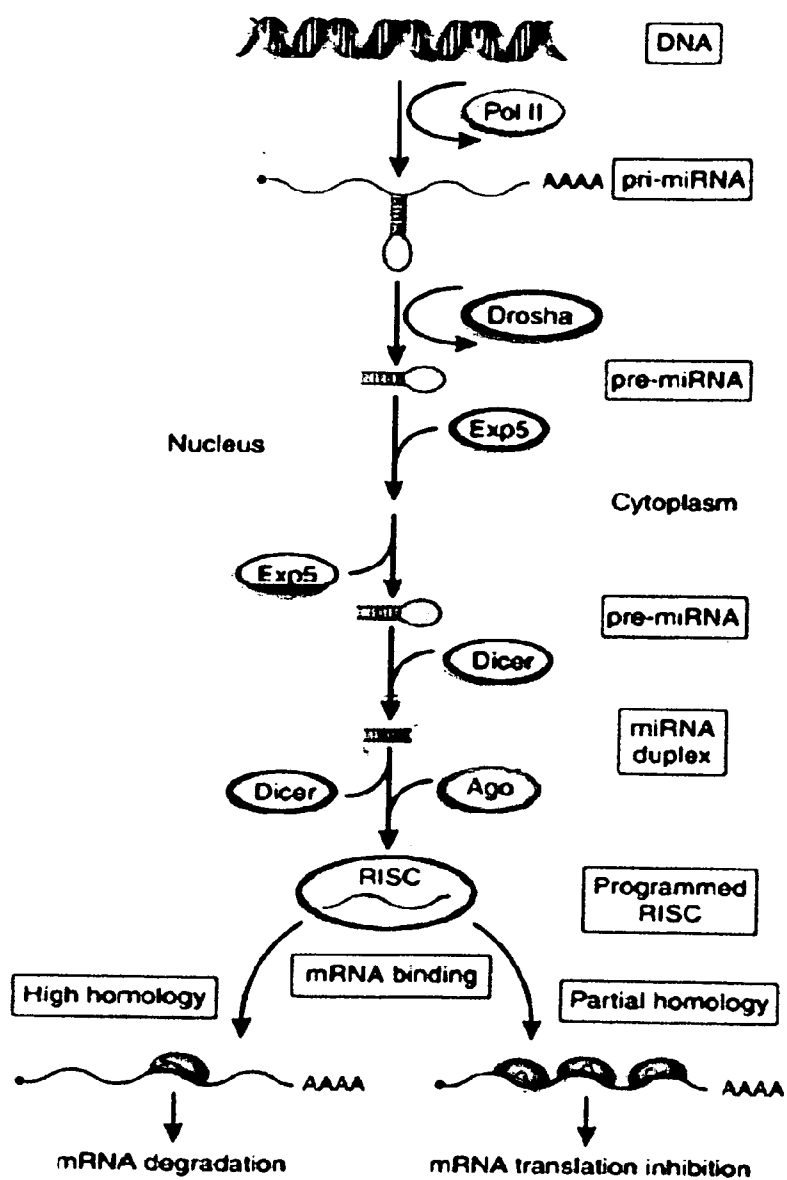 DNA
Pol II
AAAA
pri-miRNA
Drosha
pre-miRNA
Exp5
Nucleus
Cytoplasm
Exp5
pre-miRNA
Dicer
miRNA
duplex
Dicer
Ago
RISC
Programmed
RISC
mRNA binding
High homology
Partial homology
AAAA
AAAA
mRNA degradation
mRNA translation inhibition